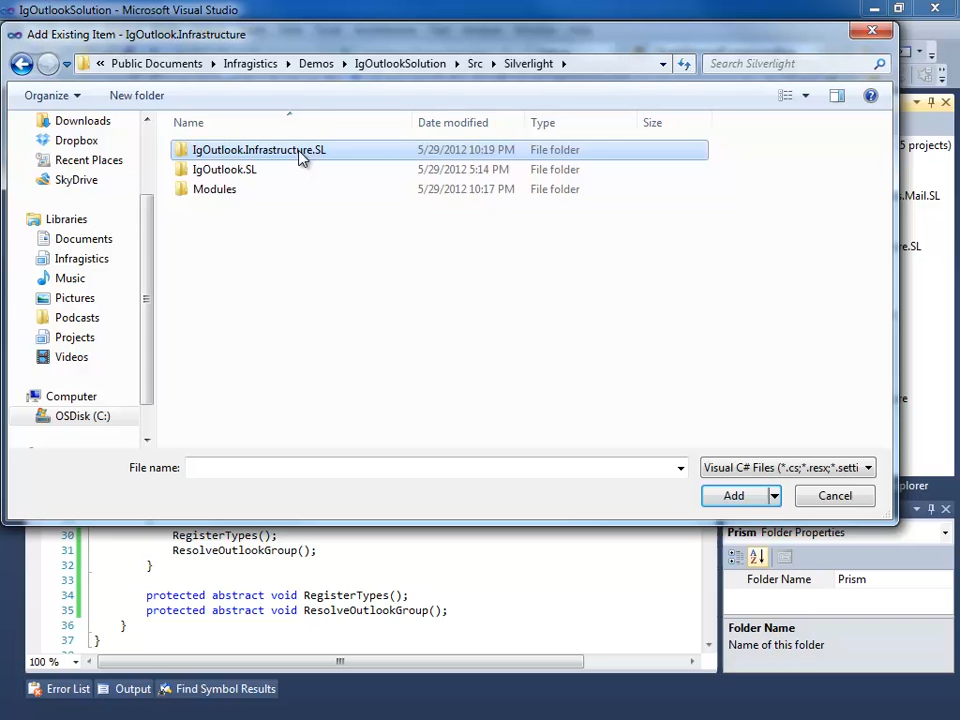 IgOutlookSolution - Microsoft Visual Studio
Add Existing Item - IgOutlook.Infrastructure
Public Documents Infragistics Demos IgOutlookSolution Src Silverlight
Search Silverlight
Organize New folder
Name Date modified Type Size
IgOutlook.Infrastructure.SL 5/29/2012 10:19 PM File folder
IgOutlook.SL 5/29/2012 5:14 PM File folder
Modules 5/29/2012 10:17 PM File folder
Downloads
Dropbox
Recent Places
SkyDrive
Libraries
Documents
Infragistics
Music
Pictures
Podcasts
Projects
Videos
Computer
OSDisk (C:)
5 projects)
s.Mail.SL
re.SL
re
File name:
Visual C# Files (*.cs;*.resx;*.setti
Add Cancel
plorer
30 RegisterTypes();
31 ResolveOutlookGroup();
32 }
33
34 protected abstract void RegisterTypes();
35 protected abstract void ResolveOutlookGroup();
36 }
37 }
100 %
Prism Folder Properties
Folder Name Prism
Folder Name
Name of this folder
Error List Output Find Symbol Results